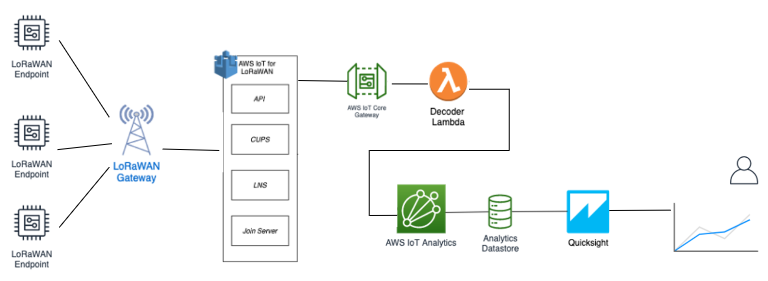 LoRaWAN
Endpoint
LoRaWAN
Endpoint
LoRaWAN
Endpoint
LoRaWAN
Gateway
AWS IoT for
LoRaWAN
API
CUPS
LNS
Join Server
AWS IoT Core
Gateway
Decoder
Lambda
AWS IoT Analytics
Analytics
Datastore
Quicksight